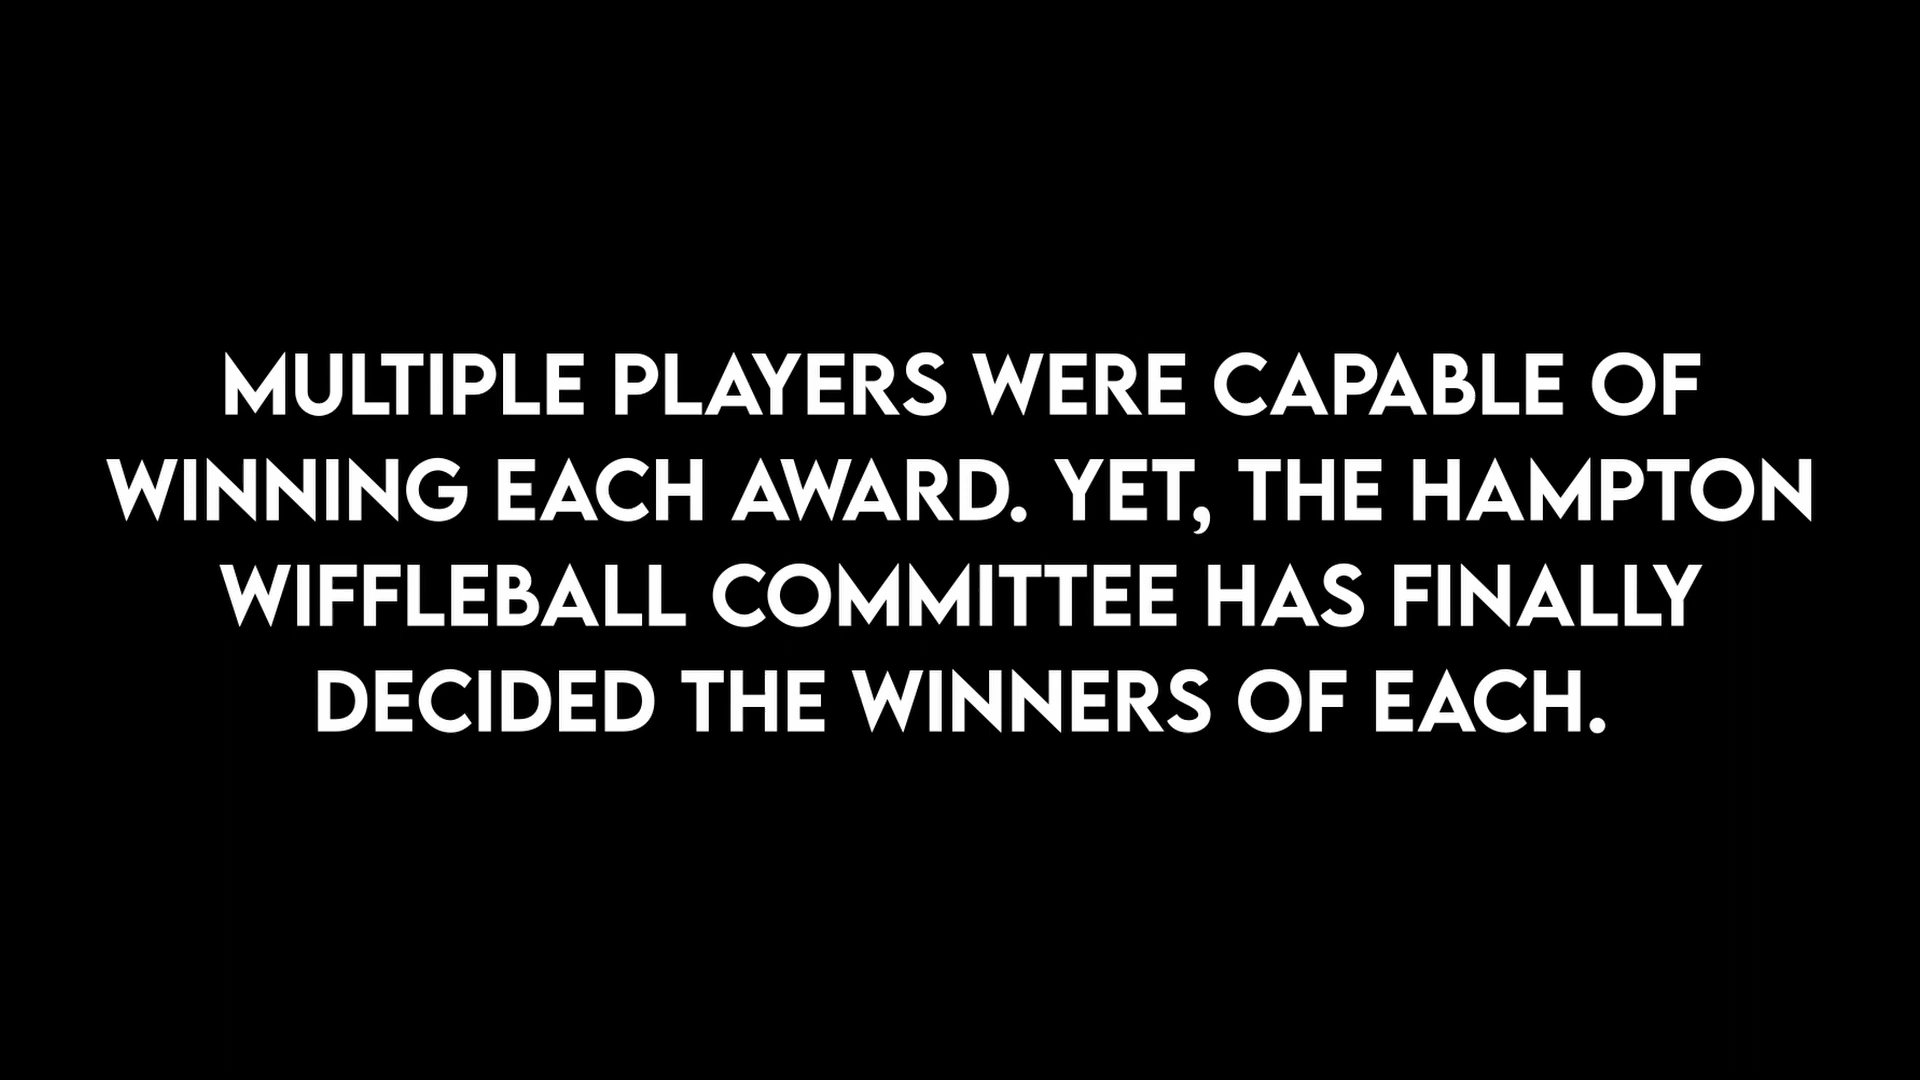 MULTIPLE PLAYERS WERE CAPABLE OF
WINNING EACH AWARD. YET, THE HAMPTON
WIFFLEBALL COMMITTEE HAS FINALLY
DECIDED THE WINNERS OF EACH.